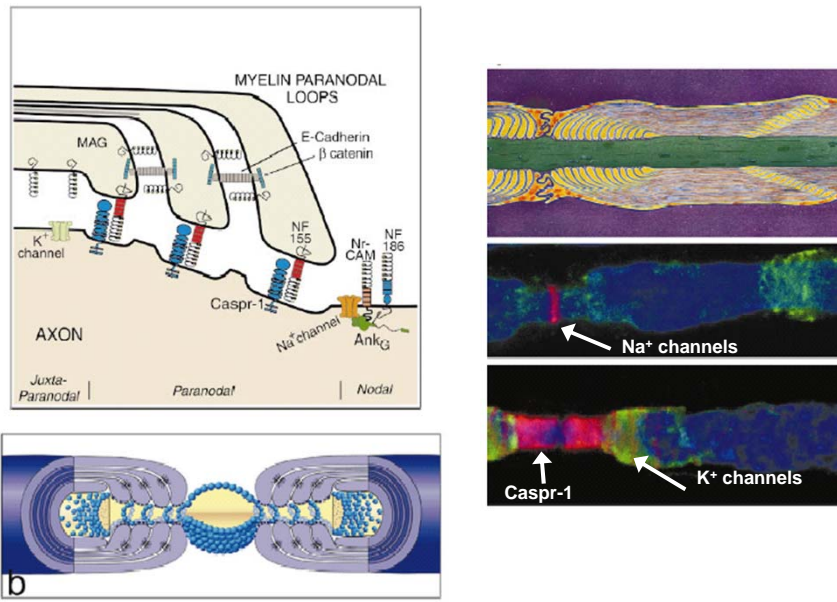 MYELIN PARANODAL
LOOPS
E-Cadherin
β catenin
MAG
NF
155
Nr-
CAM
NF
186
K+
channel
Caspr-1
Na+ channel
AnkG
AXON
Juxta-
Paranodal
Paranodal
Nodal
b
Na+ channels
Caspr-1
K+ channels